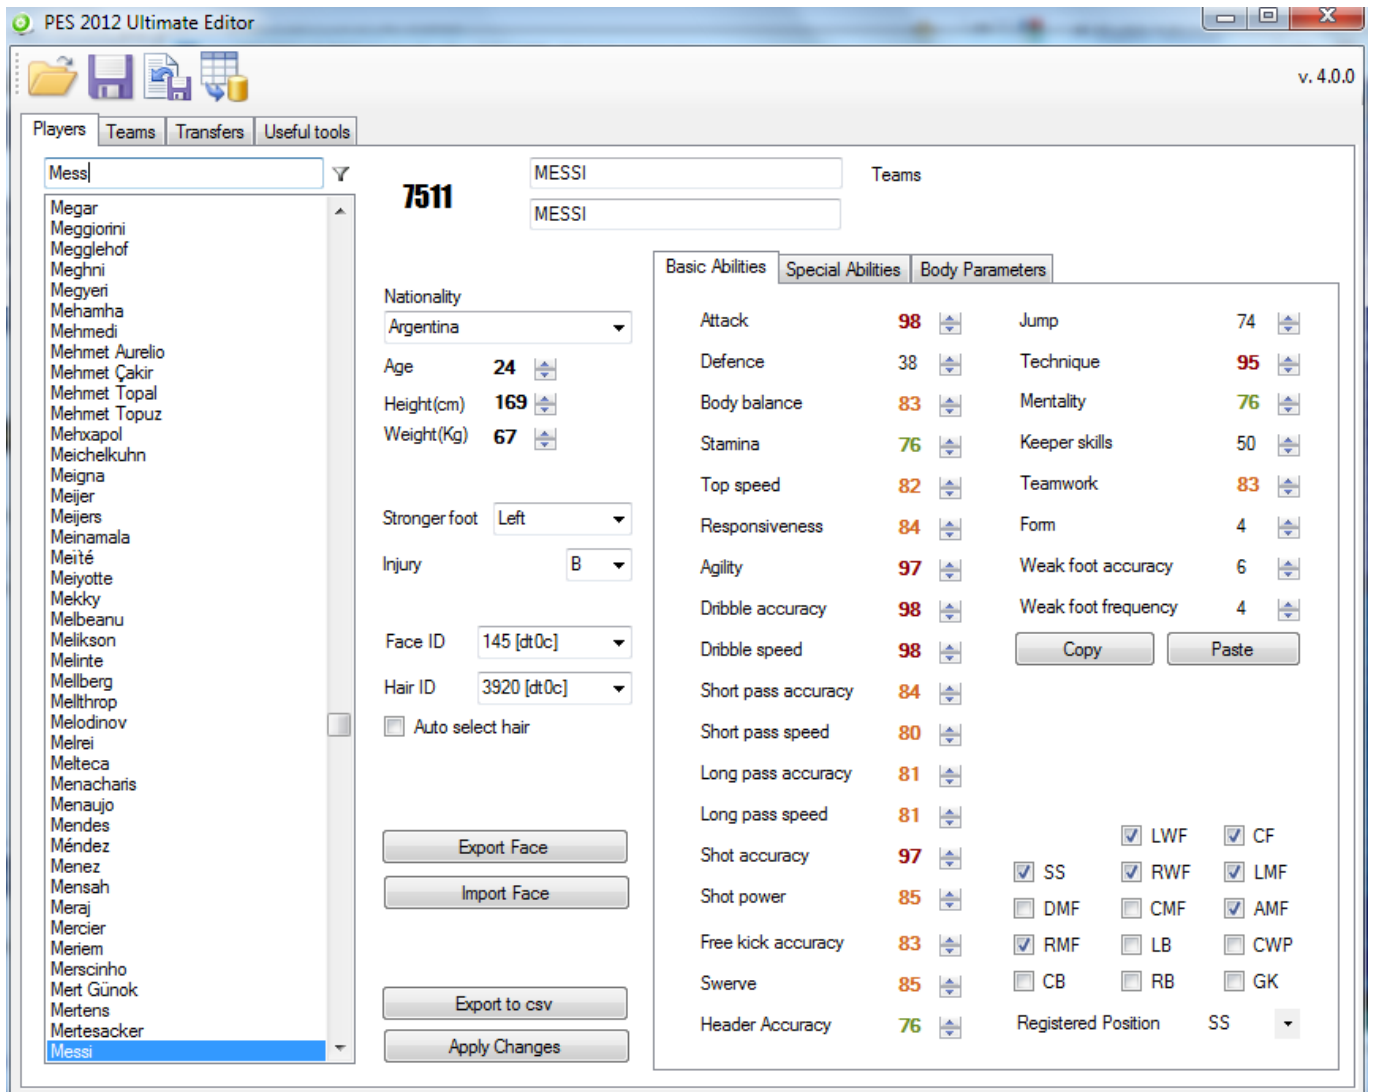 PES 2012 Ultimate Editor
v. 4.0.0
Players Teams Transfers Useful tools
Mess
Megar
Meggiorini
Megglehof
Meghni
Megyeri
Mehamha
Mehmedi
Mehmet Aurelio
Mehmet Çakir
Mehmet Topal
Mehmet Topuz
Mehxapol
Meichelkuhn
Meigna
Meijer
Meijers
Meinamala
Meïté
Meiyotte
Mekky
Melbeanu
Melikson
Melinte
Mellberg
Mellthrop
Melodinov
Melrei
Melteca
Menacharis
Menaujo
Mendes
Méndez
Menez
Mensah
Meraj
Mercier
Meriem
Merscinho
Mert Günok
Mertens
Mertesacker
Messi
7511
MESSI
MESSI
Teams
Nationality
Argentina
Age 24
Height(cm) 169
Weight(Kg) 67
Stronger foot Left
Injury B
Face ID 145 [dt0c]
Hair ID 3920 [dt0c]
Auto select hair
Export Face
Import Face
Export to csv
Apply Changes
Basic Abilities Special Abilities Body Parameters
Attack 98
Defence 38
Body balance 83
Stamina 76
Top speed 82
Responsiveness 84
Agility 97
Dribble accuracy 98
Dribble speed 98
Short pass accuracy 84
Short pass speed 80
Long pass accuracy 81
Long pass speed 81
Shot accuracy 97
Shot power 85
Free kick accuracy 83
Swerve 85
Header Accuracy 76
Jump 74
Technique 95
Mentality 76
Keeper skills 50
Teamwork 83
Form 4
Weak foot accuracy 6
Weak foot frequency 4
Copy Paste
LWF CF
SS RWF LMF
DMF CMF AMF
RMF LB CWP
CB RB GK
Registered Position SS